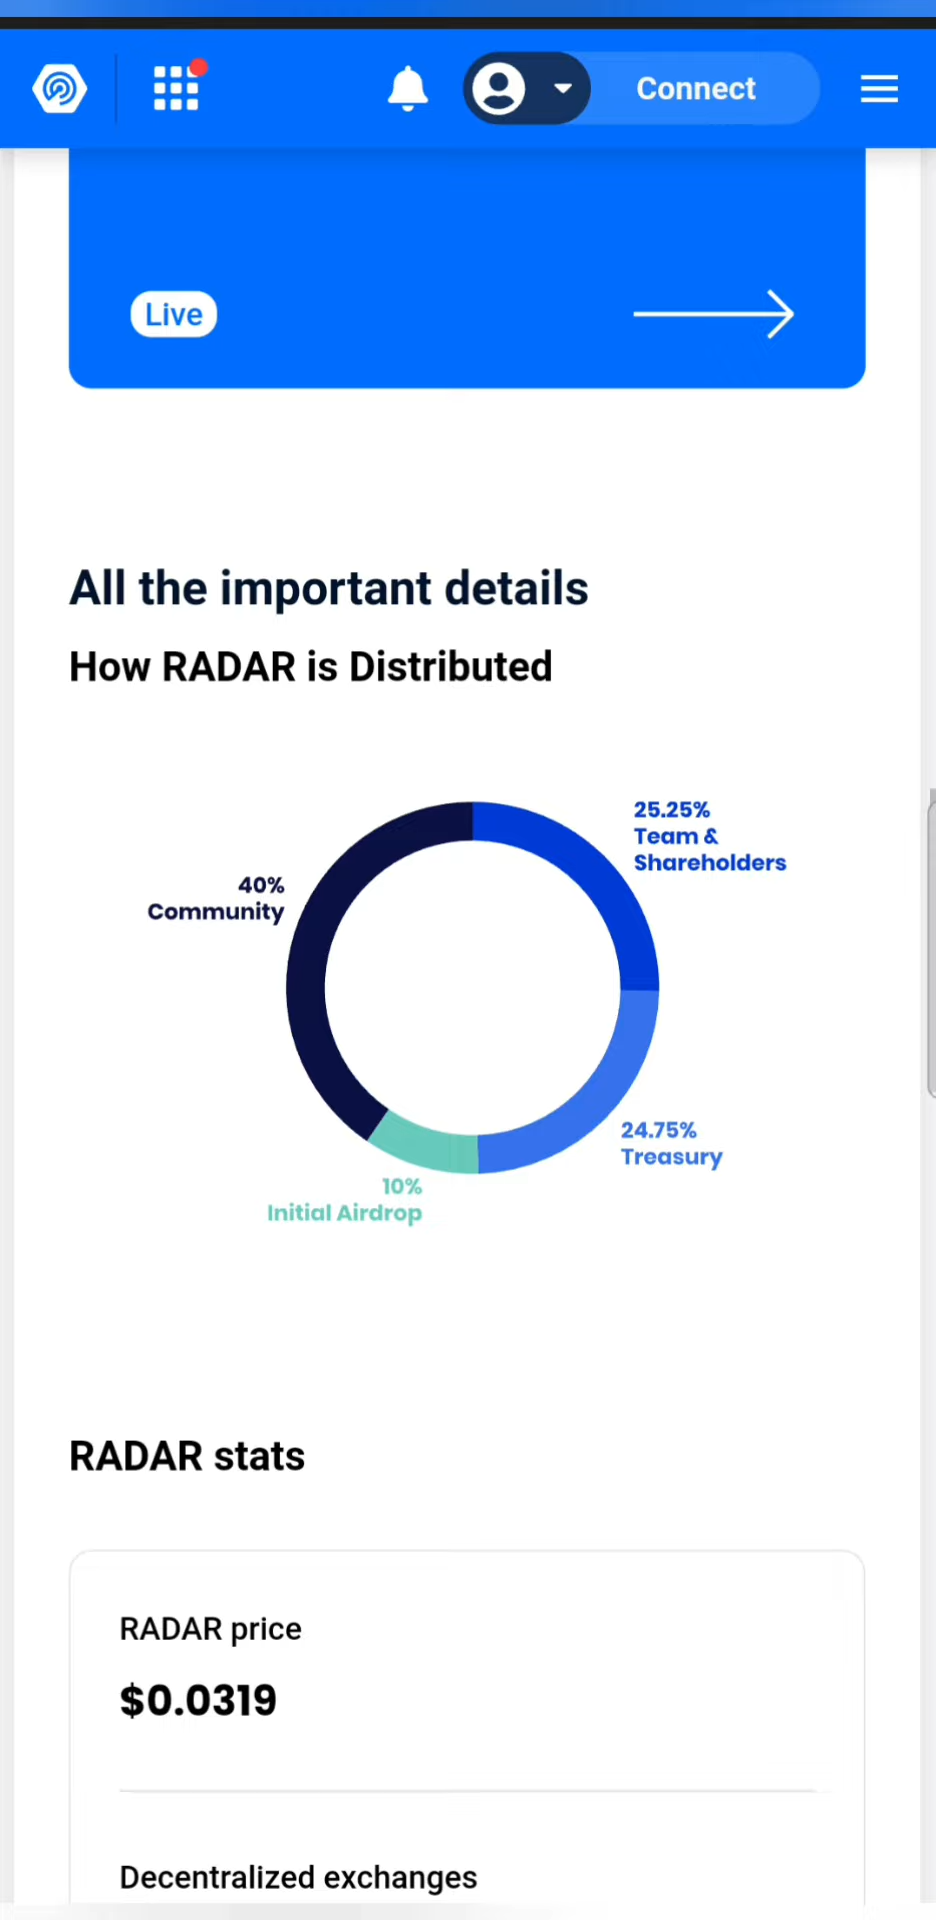 Connect
Live
All the important details
How RADAR is Distributed
25.25%
Team &
Shareholders
40%
Community
24.75%
Treasury
10%
Initial Airdrop
RADAR stats
RADAR price
$0.0319
Decentralized exchanges